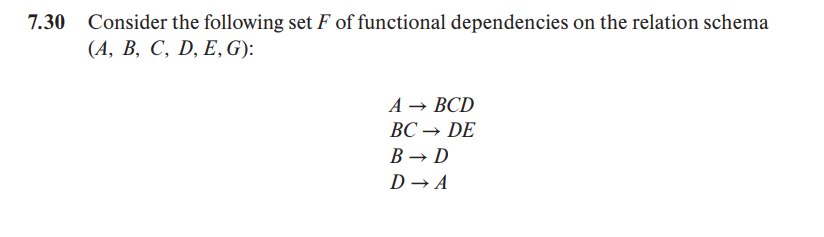 7.30 Consider the following set F of functional dependencies on the relation schema
(A, B, C, D, E, G):
A → BCD
BC → DE
B → D
D → A